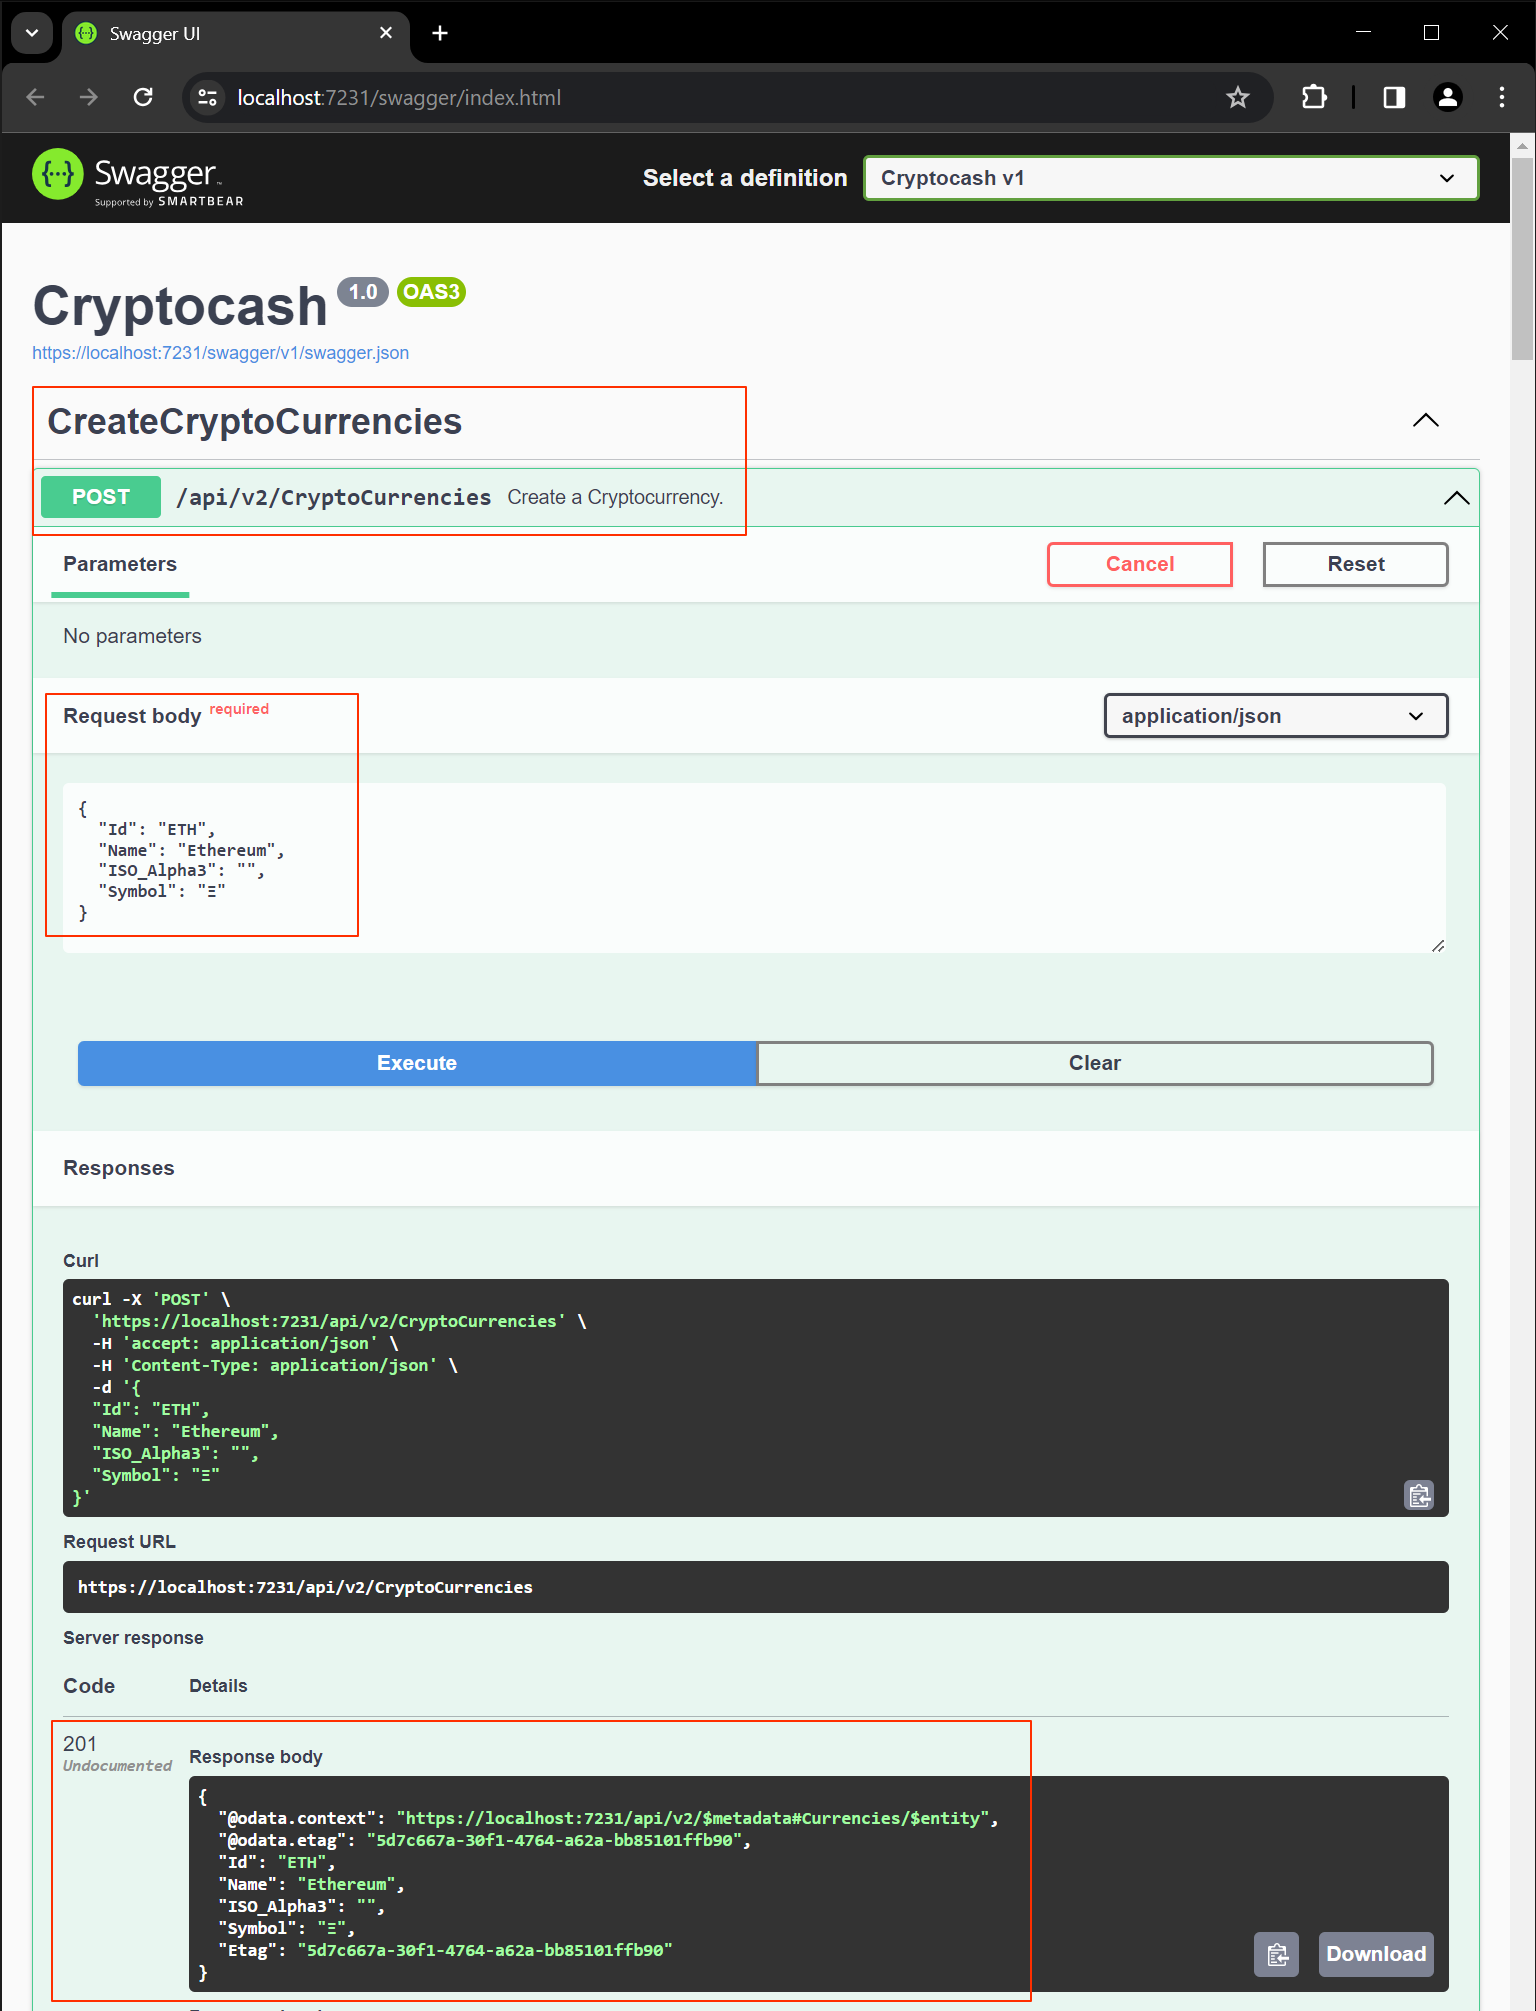 Swagger UI
localhost:7231/swagger/index.html
Swagger™
Supported by SMARTBEAR
Select a definition
Cryptocash v1
Cryptocash 1.0 OAS3
https://localhost:7231/swagger/v1/swagger.json
CreateCryptoCurrencies
POST /api/v2/CryptoCurrencies Create a Cryptocurrency.
Parameters
Cancel
Reset
No parameters
Request body required
application/json
{
  "Id": "ETH",
  "Name": "Ethereum",
  "ISO_Alpha3": "",
  "Symbol": "Ξ"
}
Execute
Clear
Responses
Curl
curl -X 'POST' \
  'https://localhost:7231/api/v2/CryptoCurrencies' \
  -H 'accept: application/json' \
  -H 'Content-Type: application/json' \
  -d '{
  "Id": "ETH",
  "Name": "Ethereum",
  "ISO_Alpha3": "",
  "Symbol": "Ξ"
}'
Request URL
https://localhost:7231/api/v2/CryptoCurrencies
Server response
Code Details
201
Undocumented
Response body
{
  "@odata.context": "https://localhost:7231/api/v2/$metadata#Currencies/$entity",
  "@odata.etag": "5d7c667a-30f1-4764-a62a-bb85101ffb90",
  "Id": "ETH",
  "Name": "Ethereum",
  "ISO_Alpha3": "",
  "Symbol": "Ξ",
  "Etag": "5d7c667a-30f1-4764-a62a-bb85101ffb90"
}
Download